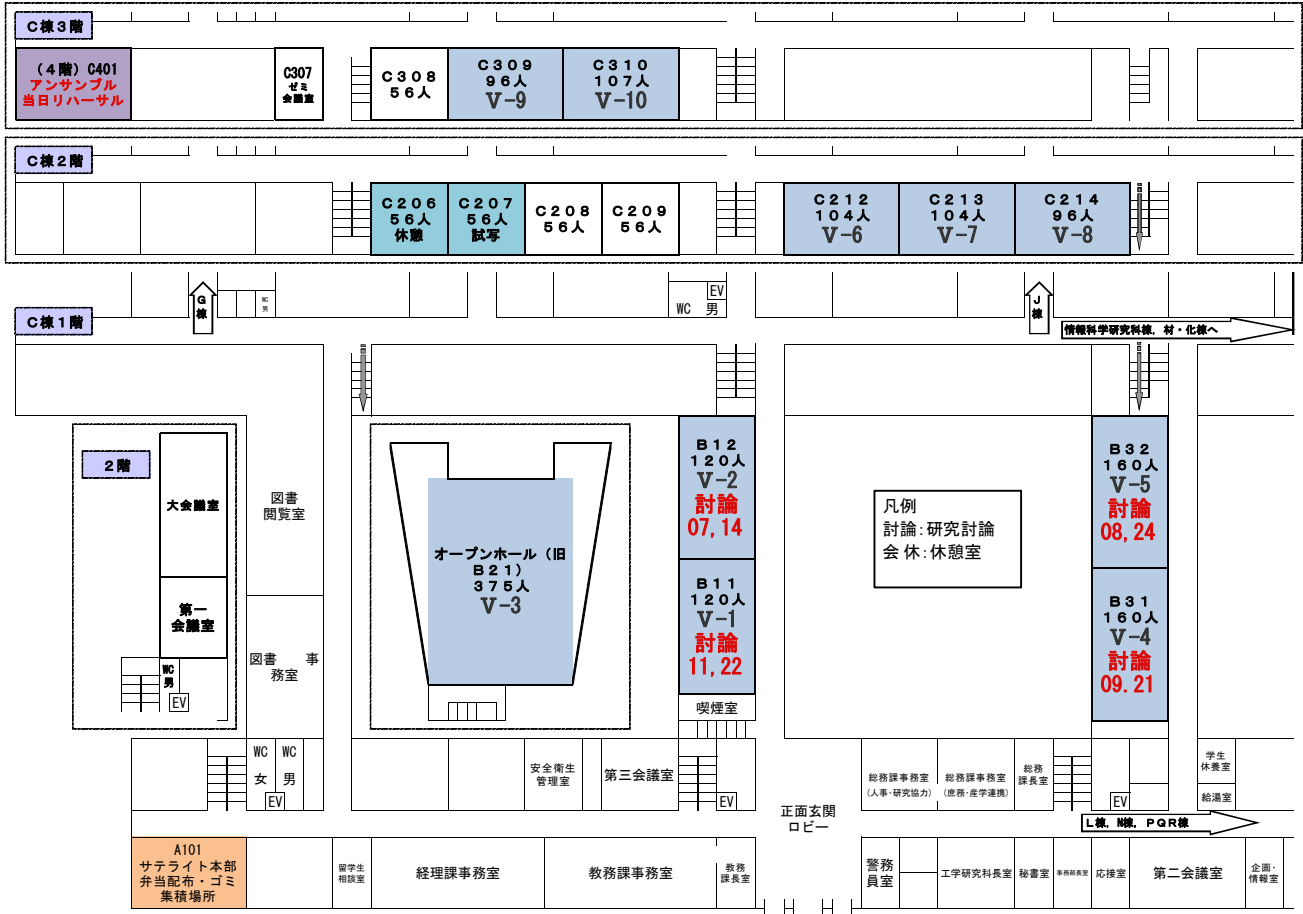 C棟3階
(4階)C401
アンサンブル
当日リハーサル
C307
ゼミ
会議室
C308
56人
C309
96人
V-9
C310
107人
V-10
C棟2階
C206
56人
休憩
C207
56人
試写
C208
56人
C209
56人
C212
104人
V-6
C213
104人
V-7
C214
96人
V-8
C棟1階
G
棟
WC
男
EV
WC 男
J
棟
情報科学研究科棟, 材・化棟へ
2階
大会議室
第一
会議室
WC
男
EV
図書
閲覧室
図書 事
務室
オープンホール(旧
B21)
375人
V-3
B12
120人
V-2
討論
07,14
B11
120人
V-1
討論
11,22
喫煙室
凡例
討論:研究討論
会 休:休憩室
B32
160人
V-5
討論
08,24
B31
160人
V-4
討論
09.21
WC
女
WC
男
EV
安全衛生
管理室
第三会議室
EV
正面玄関
ロビー
総務課事務室
(人事・研究協力)
総務課事務室
(庶務・産学連携)
総務
課長室
EV
学生
休養室
給湯室
L棟, N棟, PQR棟
A101
サテライト本部
弁当配布・ゴミ
集積場所
留学生
相談室
経理課事務室
教務課事務室
教務
課長室
警務
員室
工学研究科長室
秘書室
事務部長室
応接室
第二会議室
企画・
情報室